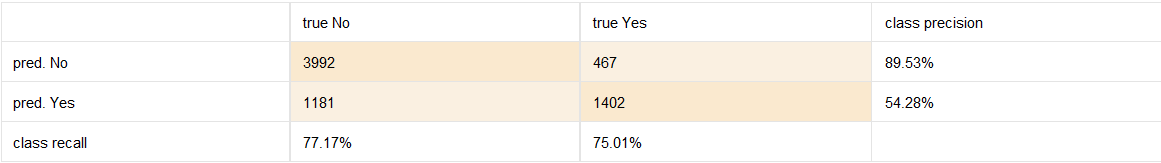 true No true Yes class precision
pred. No 3992 467 89.53%
pred. Yes 1181 1402 54.28%
class recall 77.17% 75.01%